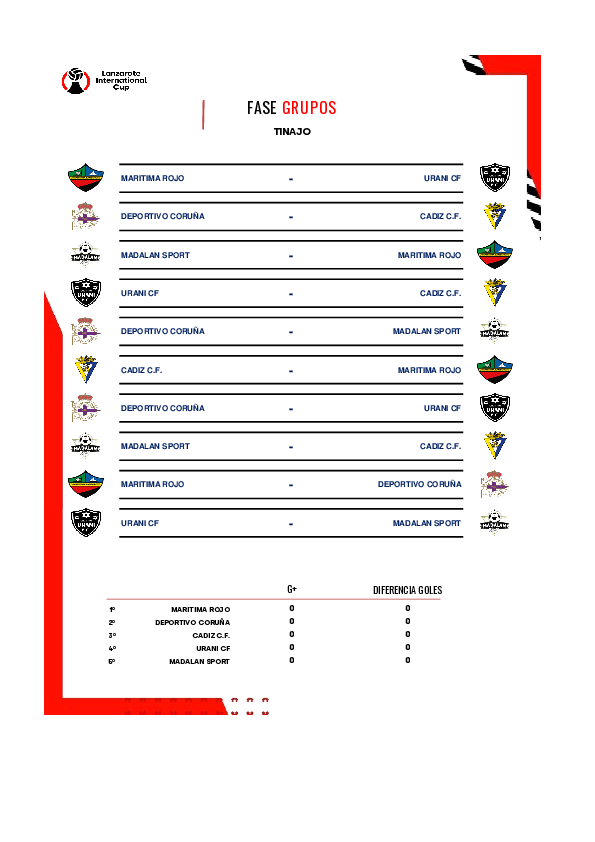 Lanzarote
International
Cup
FASE GRUPOS
TINAJO
MARITIMA ROJO - URANI CF
DEPORTIVO CORUÑA - CADIZ C.F.
MADALAN SPORT - MARITIMA ROJO
URANI CF - CADIZ C.F.
DEPORTIVO CORUÑA - MADALAN SPORT
CADIZ C.F. - MARITIMA ROJO
DEPORTIVO CORUÑA - URANI CF
MADALAN SPORT - CADIZ C.F.
MARITIMA ROJO - DEPORTIVO CORUÑA
URANI CF - MADALAN SPORT
G+ DIFERENCIA GOLES
1º MARITIMA ROJO 0 0
2º DEPORTIVO CORUÑA 0 0
3º CADIZ C.F. 0 0
4º URANI CF 0 0
5º MADALAN SPORT 0 0